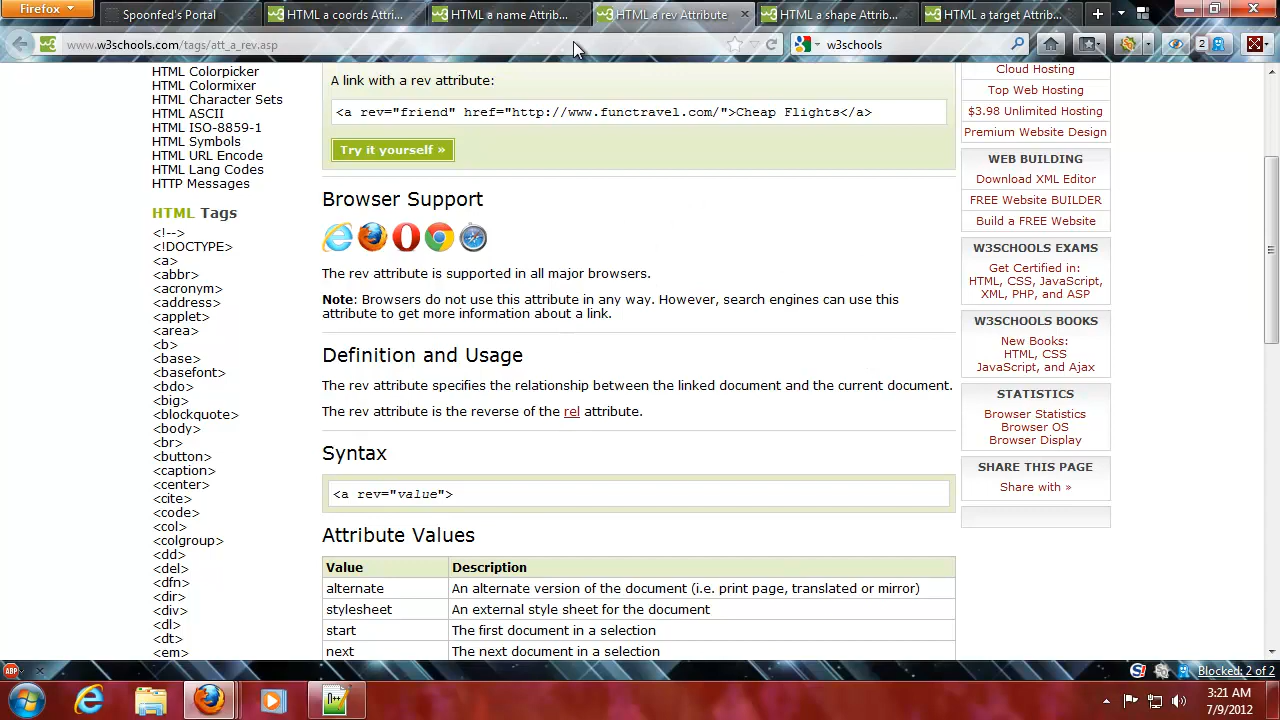 Firefox
Spoonfed's Portal
HTML a coords Attri...
HTML a name Attrib...
HTML a rev Attribute
HTML a shape Attrib...
HTML a target Attrib...
www.w3schools.com/tags/att_a_rev.asp
w3schools
2
HTML Colorpicker
HTML Colormixer
HTML Character Sets
HTML ASCII
HTML ISO-8859-1
HTML Symbols
HTML URL Encode
HTML Lang Codes
HTTP Messages
HTML Tags
<!-->
<!DOCTYPE>
<a>
<abbr>
<acronym>
<address>
<applet>
<area>
<b>
<base>
<basefont>
<bdo>
<big>
<blockquote>
<body>
<br>
<button>
<caption>
<center>
<cite>
<code>
<col>
<colgroup>
<dd>
<del>
<dfn>
<dir>
<div>
<dl>
<dt>
<em>
A link with a rev attribute:
<a rev="friend" href="http://www.functravel.com/">Cheap Flights</a>
Try it yourself »
Browser Support
The rev attribute is supported in all major browsers.
Note: Browsers do not use this attribute in any way. However, search engines can use this
attribute to get more information about a link.
Definition and Usage
The rev attribute specifies the relationship between the linked document and the current document.
The rev attribute is the reverse of the rel attribute.
Syntax
<a rev="value">
Attribute Values
Value Description
alternate An alternate version of the document (i.e. print page, translated or mirror)
stylesheet An external style sheet for the document
start The first document in a selection
next The next document in a selection
Cloud Hosting
Top Web Hosting
$3.98 Unlimited Hosting
Premium Website Design
WEB BUILDING
Download XML Editor
FREE Website BUILDER
Build a FREE Website
W3SCHOOLS EXAMS
Get Certified in:
HTML, CSS, JavaScript,
XML, PHP, and ASP
W3SCHOOLS BOOKS
New Books:
HTML, CSS
JavaScript, and Ajax
STATISTICS
Browser Statistics
Browser OS
Browser Display
SHARE THIS PAGE
Share with »
ABP
Blocked: 2 of 2
3:21 AM
7/9/2012